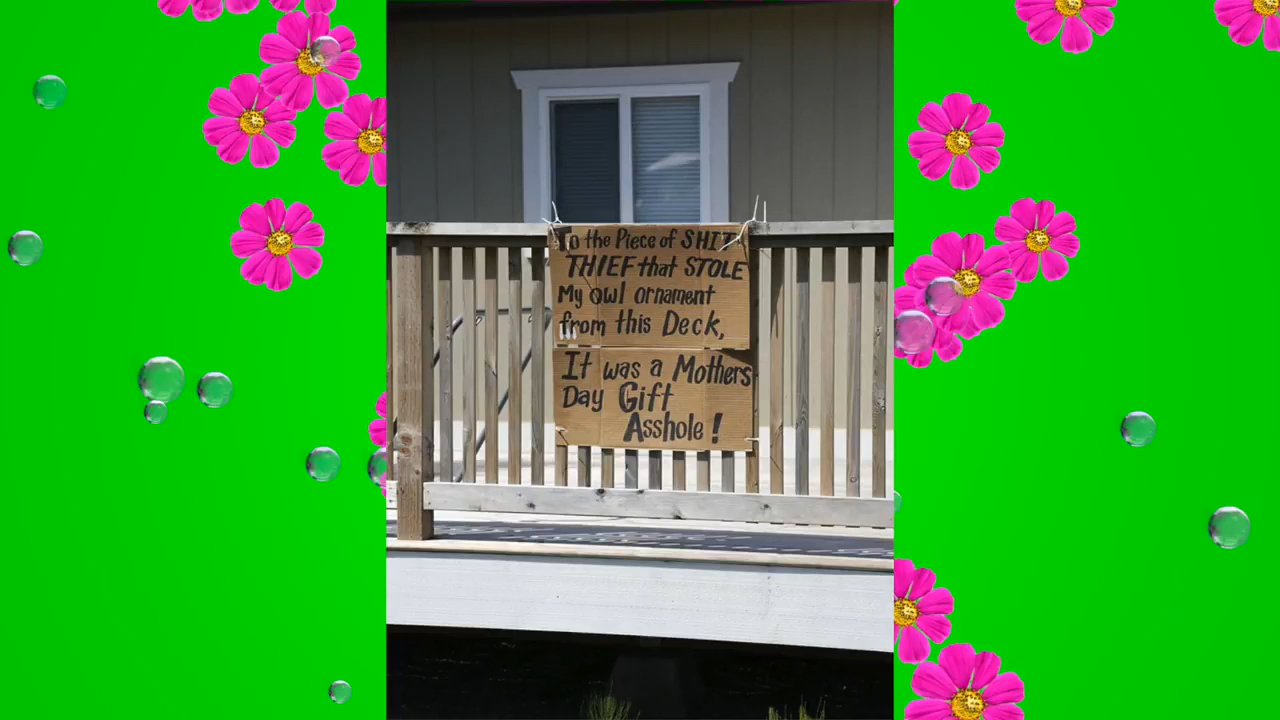 To the Piece of SHIT
THIEF that STOLE
My owl ornament
from this Deck,
It was a Mothers
Day Gift
Asshole !